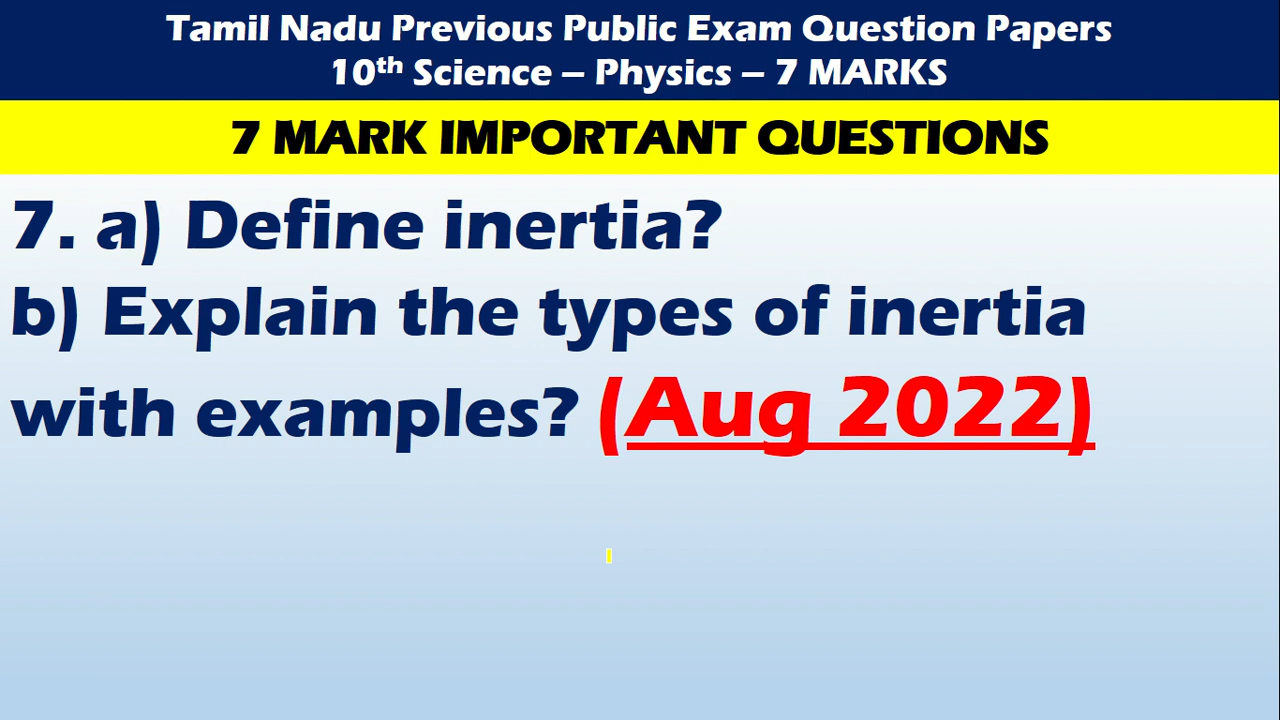 Tamil Nadu Previous Public Exam Question Papers
10th Science – Physics – 7 MARKS
7 MARK IMPORTANT QUESTIONS
7. a) Define inertia?
b) Explain the types of inertia
with examples? (Aug 2022)